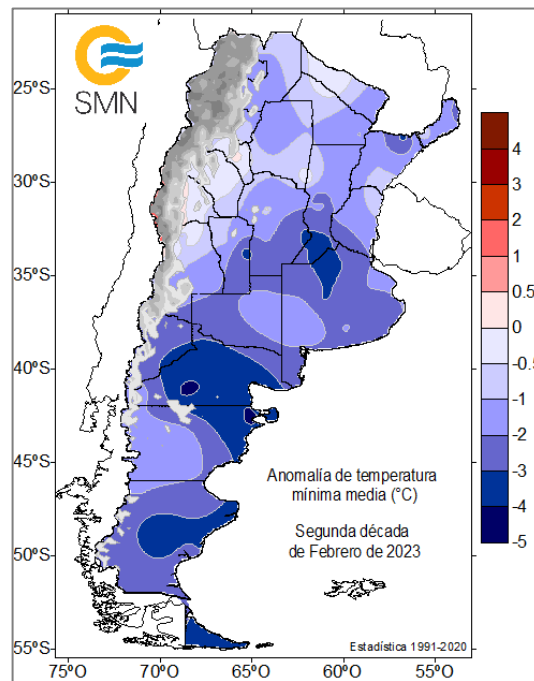 SMN
25ºS
30ºS
35ºS
40ºS
45ºS
50ºS
55ºS
75ºO 70ºO 65ºO 60ºO 55ºO
4
3
2
1
0.5
0
-0.5
-1
-2
-3
-4
-5
Anomalía de temperatura
mínima media (°C)
Segunda década
de Febrero de 2023
Estadística 1991-2020